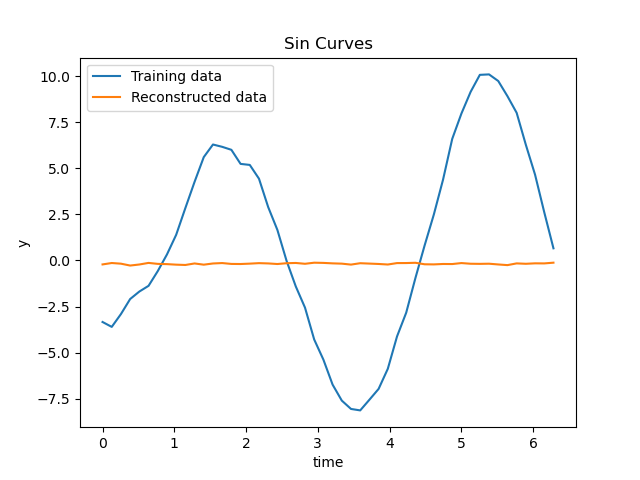 Sin Curves
Training data
Reconstructed data
10.0
7.5
5.0
2.5
0.0
−2.5
−5.0
−7.5
y
0 1 2 3 4 5 6
time